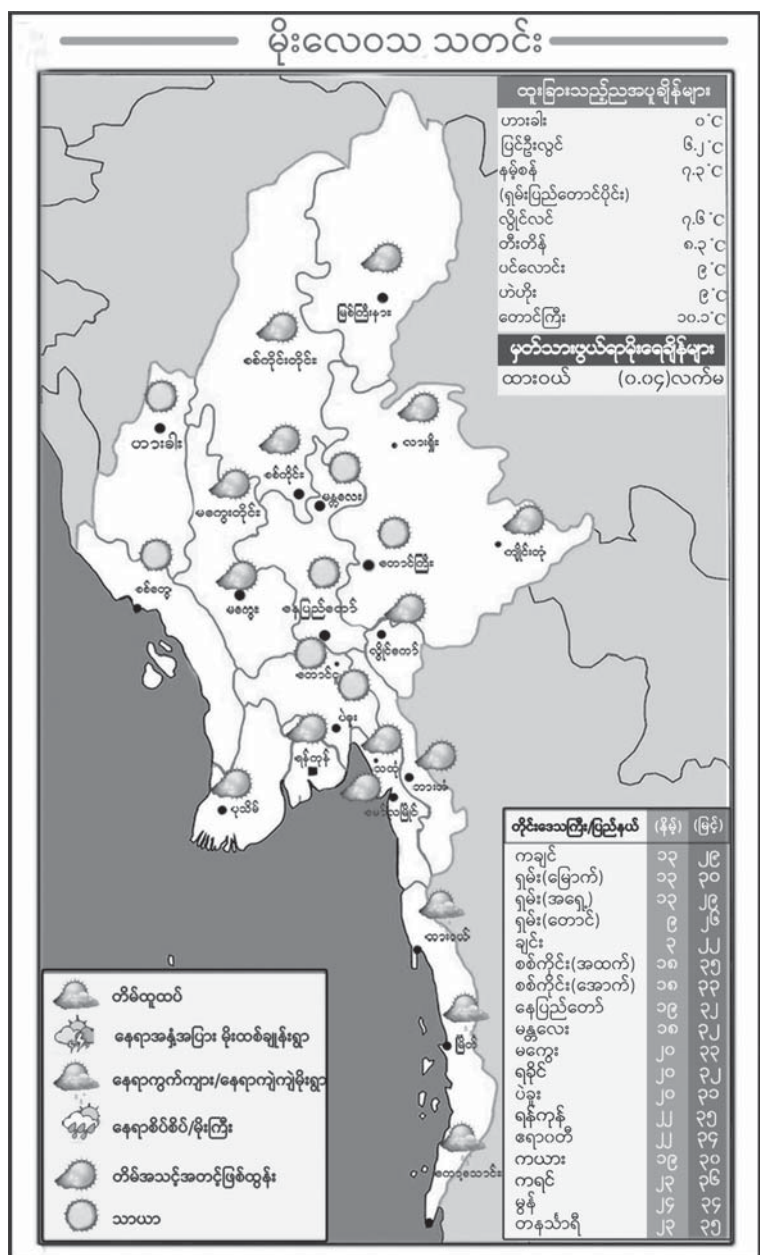 မိုးလေဝသ သတင်း
ထူးခြားသည့်ညအပူချိန်များ
ဟားခါး ၀°C
ပြင်ဦးလွင် ၆.၂°C
နမ့်စန် ၇.၃°C
(ရှမ်းပြည်တောင်ပိုင်း)
လွိုင်လင် ၇.၆°C
တီးတိန် ၈.၃°C
ပင်လောင်း ၉°C
ဟဲဟိုး ၉°C
တောင်ကြီး ၁၀.၁°C
မှတ်သားဖွယ်ရာမိုးရေချိန်များ
ထားဝယ် (၀.၀၄)လက်မ
မြစ်ကြီးနား
စစ်ကိုင်းတိုင်း
ဟားခါး
လားရှိုး
စစ်ကိုင်း
မန္တလေး
မကွေးတိုင်း
ကျိုင်းတုံ
တောင်ကြီး
စစ်တွေ
မကွေး
နေပြည်တော်
လွိုင်ကော်
တောင်ငူ
ပဲခူး
ရန်ကုန်
သထုံ
ဘားအံ
ပုသိမ်
မော်လမြိုင်
ထားဝယ်
မြိတ်
ကော့သောင်း
တိမ်ထူထပ်
နေရာအနှံ့အပြား မိုးထစ်ချုန်းရွာ
နေရာကွက်ကျား/နေရာကျဲကျဲမိုးရွာ
နေရာစိပ်စိပ်/မိုးကြီး
တိမ်အသင့်အတင့်ဖြစ်ထွန်း
သာယာ
တိုင်းဒေသကြီး/ပြည်နယ် (နိမ့်) (မြင့်)
ကချင် ၁၃ ၂၉
ရှမ်း(မြောက်) ၁၃ ၃၀
ရှမ်း(အရှေ့) ၁၃ ၂၉
ရှမ်း(တောင်) ၉ ၂၆
ချင်း ၃ ၂၂
စစ်ကိုင်း(အထက်) ၁၈ ၃၅
စစ်ကိုင်း(အောက်) ၁၈ ၃၃
နေပြည်တော် ၁၉ ၃၂
မန္တလေး ၁၈ ၃၂
မကွေး ၂၀ ၃၃
ရခိုင် ၂၀ ၃၂
ပဲခူး ၂၀ ၃၁
ရန်ကုန် ၂၂ ၃၅
ဧရာဝတီ ၂၂ ၃၄
ကယား ၁၉ ၃၀
ကရင် ၂၃ ၃၆
မွန် ၂၄ ၃၄
တနင်္သာရီ ၂၃ ၃၅